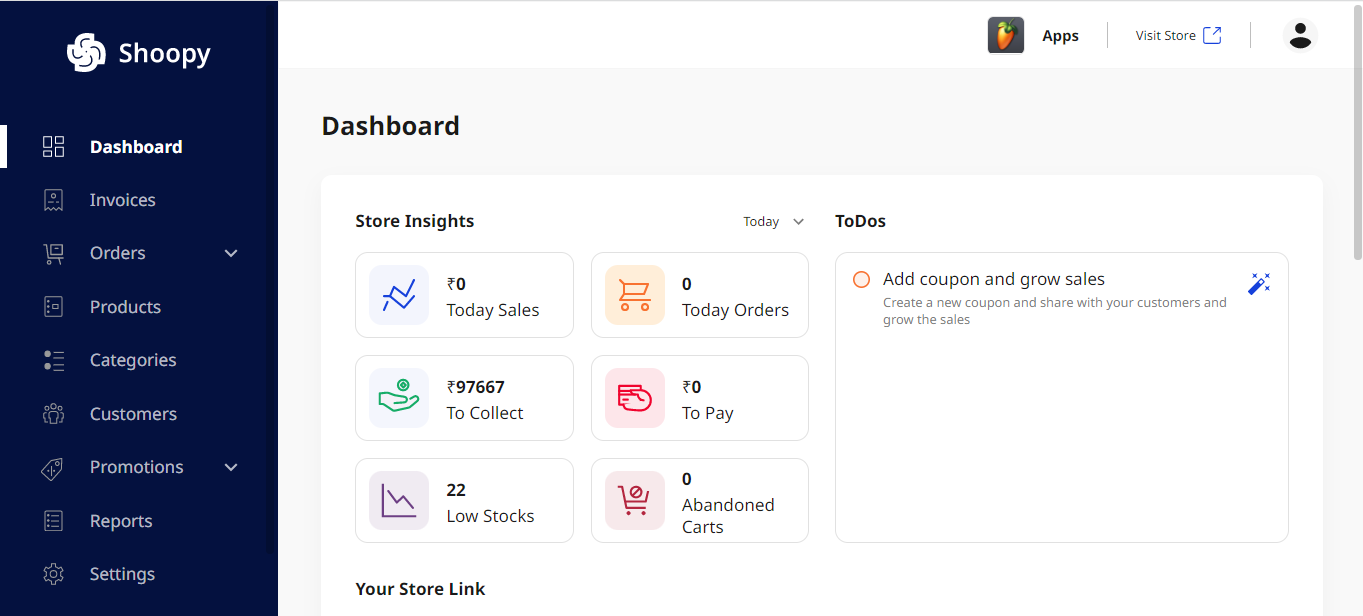 Shoopy
Apps
Visit Store
Dashboard
Invoices
Orders
Products
Categories
Customers
Promotions
Reports
Settings
Dashboard
Store Insights
Today
₹0
Today Sales
0
Today Orders
₹97667
To Collect
₹0
To Pay
22
Low Stocks
0
Abandoned
Carts
ToDos
Add coupon and grow sales
Create a new coupon and share with your customers and
grow the sales
Your Store Link